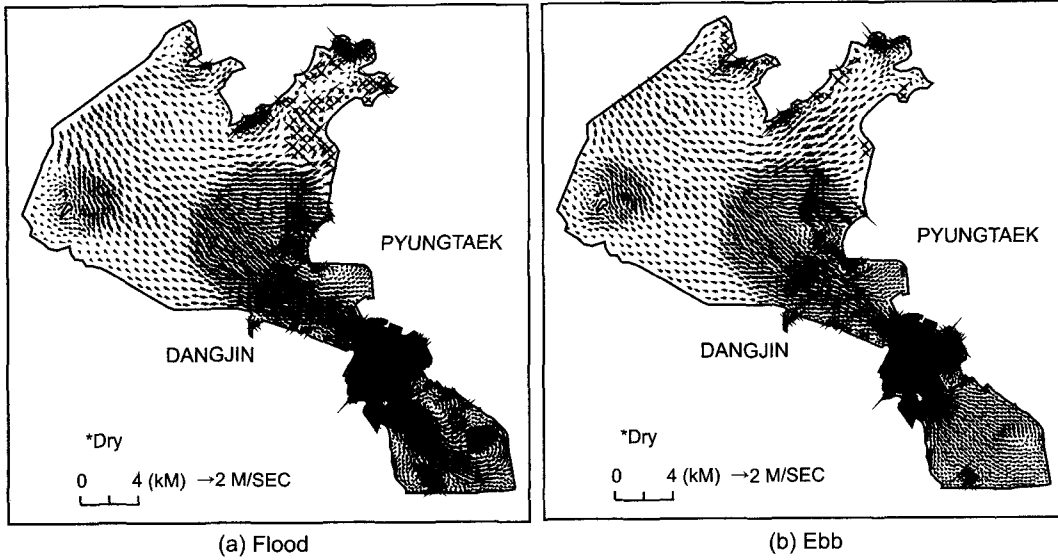 PYUNGTAEK
DANGJIN
*Dry
0 4 (kM) →2 M/SEC
(a) Flood
PYUNGTAEK
DANGJIN
*Dry
0 4 (kM) →2 M/SEC
(b) Ebb